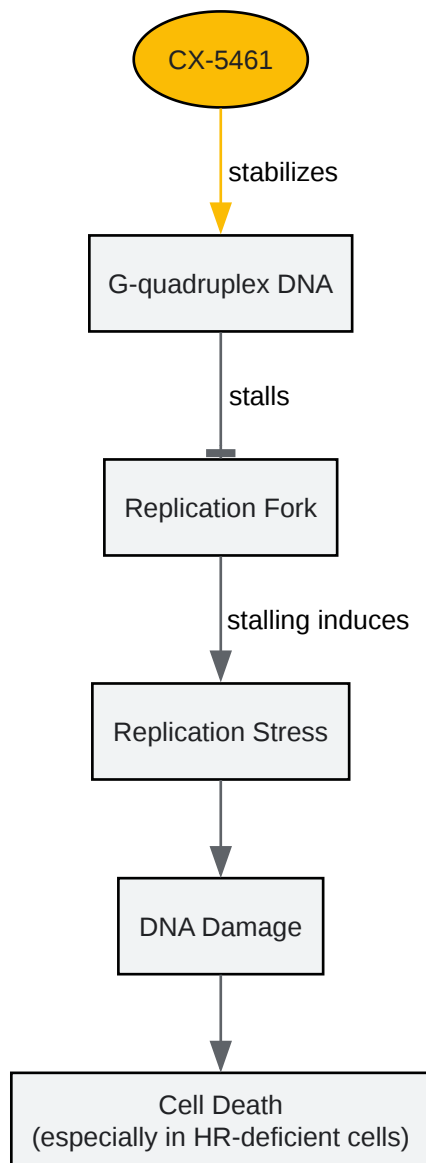 CX-5461
stabilizes
G-quadruplex DNA
stalls
Replication Fork
stalling induces
Replication Stress
DNA Damage
Cell Death
(especially in HR-deficient cells)